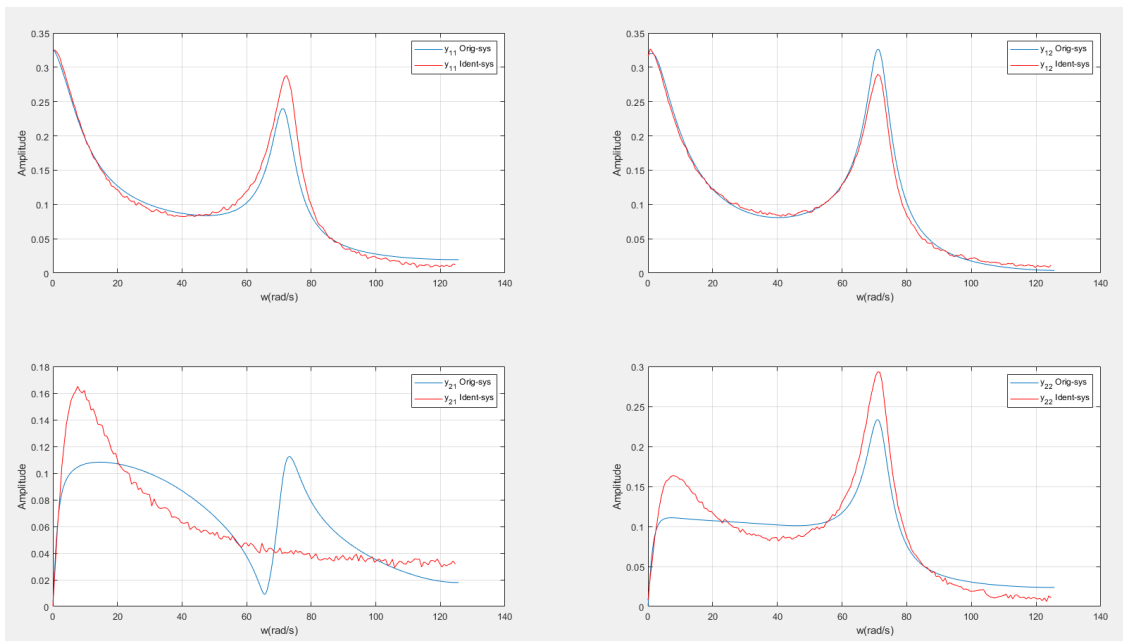 y11 Orig-sys
y11 Ident-sys
Amplitude
0.35
0.3
0.25
0.2
0.15
0.1
0.05
0
0 20 40 60 80 100 120 140
w(rad/s)
y12 Orig-sys
y12 Ident-sys
Amplitude
0.35
0.3
0.25
0.2
0.15
0.1
0.05
0
0 20 40 60 80 100 120 140
w(rad/s)
y21 Orig-sys
y21 Ident-sys
Amplitude
0.18
0.16
0.14
0.12
0.1
0.08
0.06
0.04
0.02
0
0 20 40 60 80 100 120 140
w(rad/s)
y22 Orig-sys
y22 Ident-sys
Amplitude
0.3
0.25
0.2
0.15
0.1
0.05
0
0 20 40 60 80 100 120 140
w(rad/s)